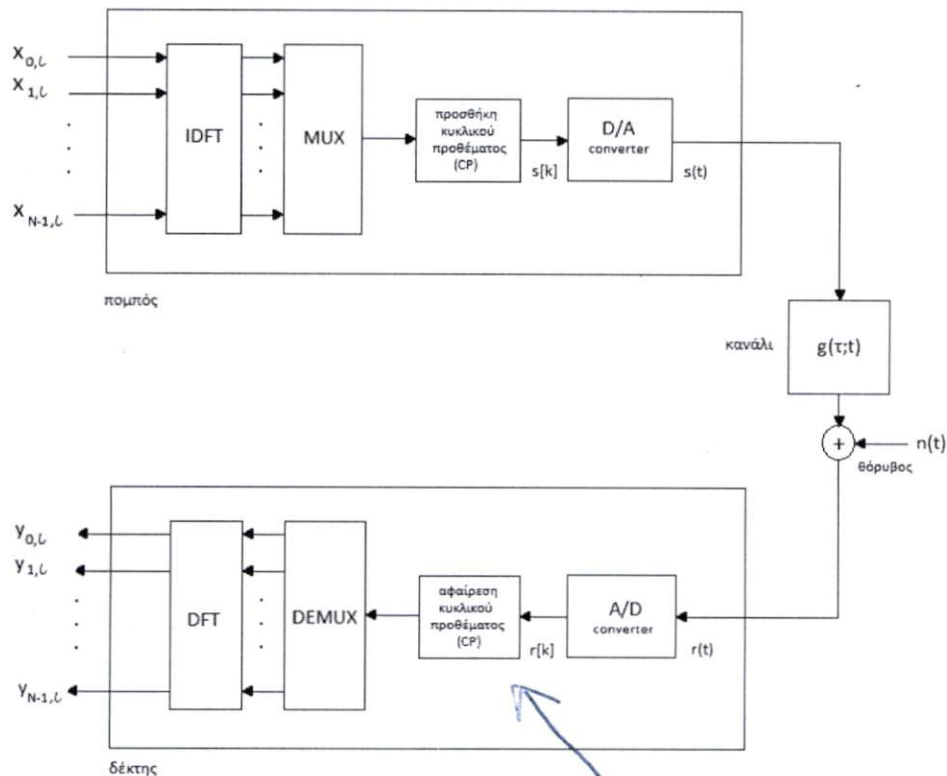 X0,ℓ
X1,ℓ
XN-1,ℓ
IDFT
MUX
προσθήκη
κυκλικού
προθέματος
(CP)
s[k]
D/A
converter
s(t)
πομπός
κανάλι
g(τ;t)
+
n(t)
θόρυβος
y0,ℓ
y1,ℓ
yN-1,ℓ
DFT
DEMUX
αφαίρεση
κυκλικού
προθέματος
(CP)
r[k]
A/D
converter
r(t)
δέκτης